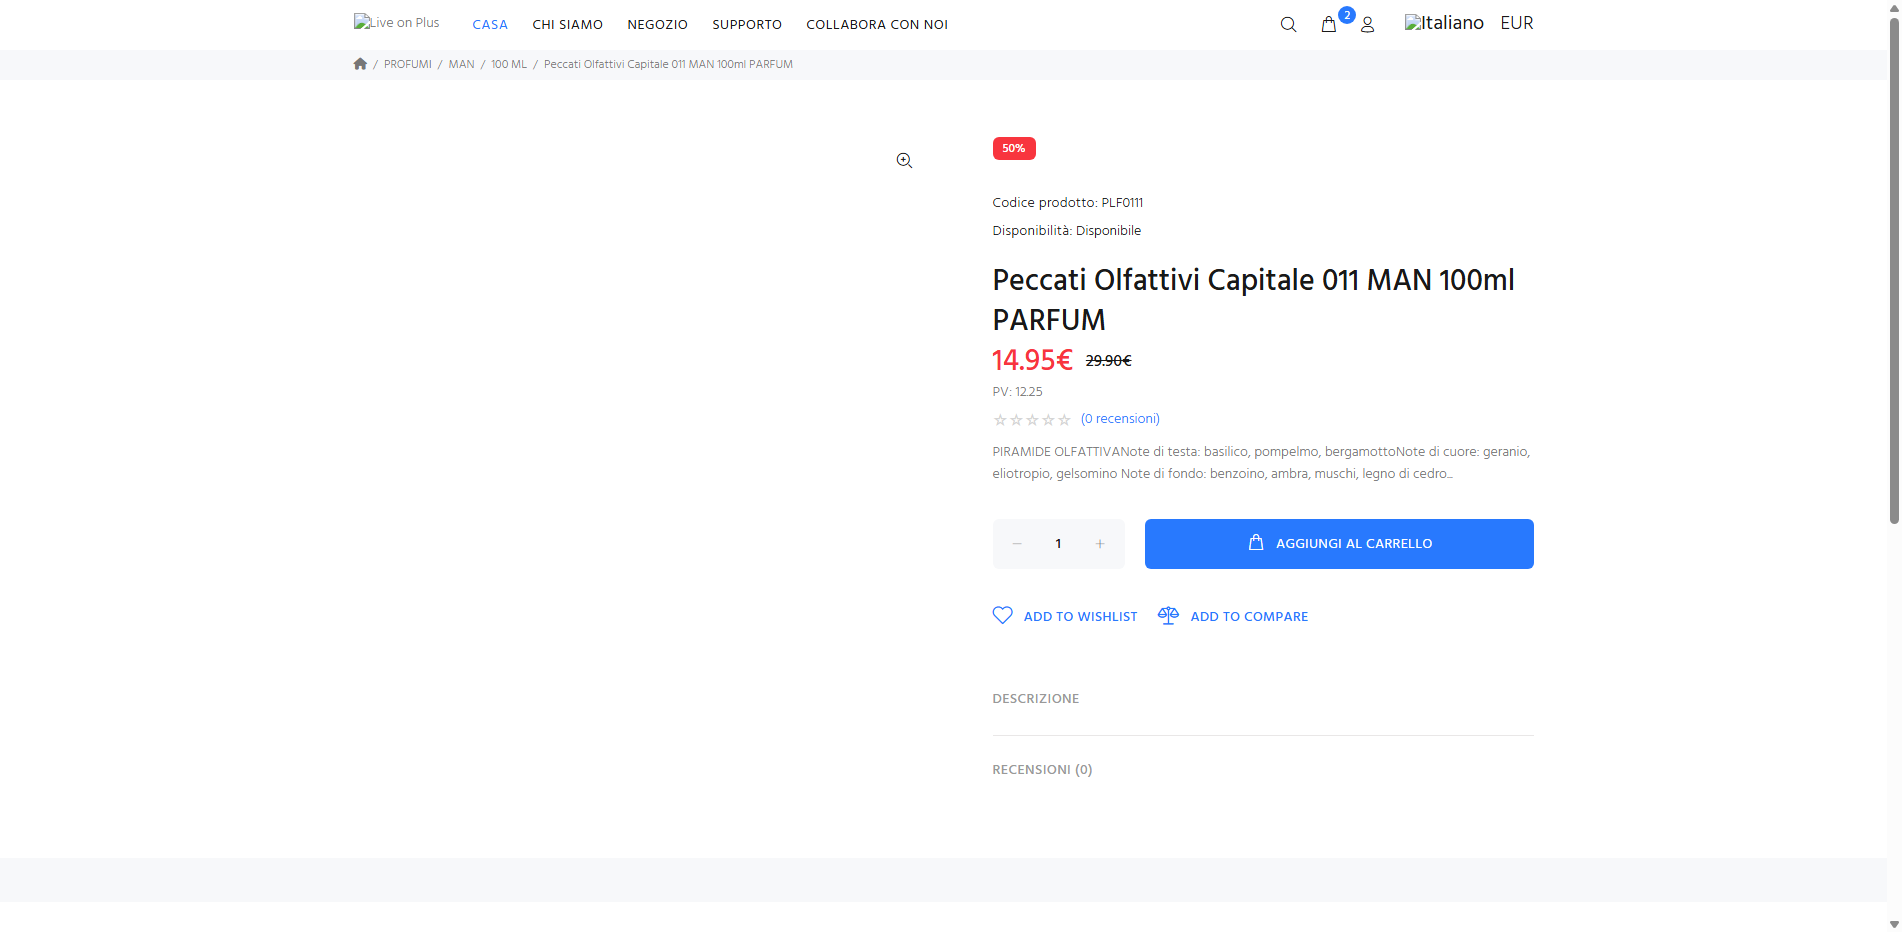 Live on Plus CASA CHI SIAMO NEGOZIO SUPPORTO COLLABORA CON NOI 2 Italiano EUR
/ PROFUMI / MAN / 100 ML / Peccati Olfattivi Capitale 011 MAN 100ml PARFUM
50%
Codice prodotto: PLF0111
Disponibilità: Disponibile
Peccati Olfattivi Capitale 011 MAN 100ml
PARFUM
14.95€ 29.90€
PV: 12.25
(0 recensioni)
PIRAMIDE OLFATTIVANote di testa: basilico, pompelmo, bergamottoNote di cuore: geranio,
eliotropio, gelsomino Note di fondo: benzoino, ambra, muschi, legno di cedro...
− 1 + AGGIUNGI AL CARRELLO
ADD TO WISHLIST ADD TO COMPARE
DESCRIZIONE
RECENSIONI (0)